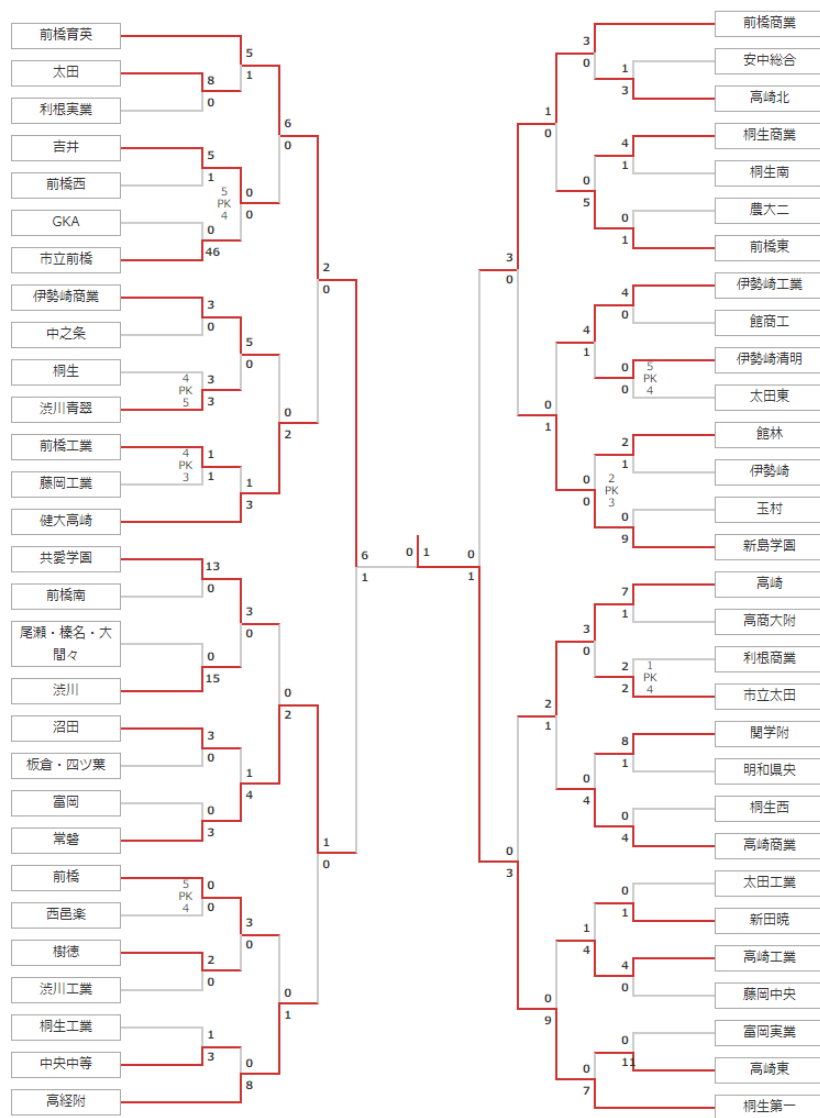 前橋育英
太田
利根実業
吉井
前橋西
GKA
市立前橋
伊勢崎商業
中之条
桐生
渋川青翠
前橋工業
藤岡工業
健大高崎
共愛学園
前橋南
尾瀬・榛名・大
間々
渋川
沼田
板倉・四ツ葉
富岡
常磐
前橋
西邑楽
樹徳
渋川工業
桐生工業
中央中等
高経附
8
0
5
1
0
46
3
0
4
PK
5
3
3
4
PK
3
1
1
13
0
0
15
3
0
0
3
5
PK
4
0
0
2
0
1
3
5
1
5
PK
4
0
0
5
0
1
3
3
0
1
4
3
0
0
8
6
0
0
2
0
2
0
1
2
0
1
0
6
1
0
1
0
1
3
0
0
3
1
0
0
1
2
1
0
9
3
0
0
5
4
1
0
0
2
PK
3
3
0
0
4
1
4
0
7
1
3
4
1
0
1
4
0
0
0
5
PK
4
2
1
0
9
7
1
2
2
1
PK
4
8
1
0
4
0
1
4
0
0
11
前橋商業
安中総合
高崎北
桐生商業
桐生南
農大二
前橋東
伊勢崎工業
館商工
伊勢崎清明
太田東
館林
伊勢崎
玉村
新島学園
高崎
高商大附
利根商業
市立太田
関学附
明和県央
桐生西
高崎商業
太田工業
新田暁
高崎工業
藤岡中央
富岡実業
高崎東
桐生第一